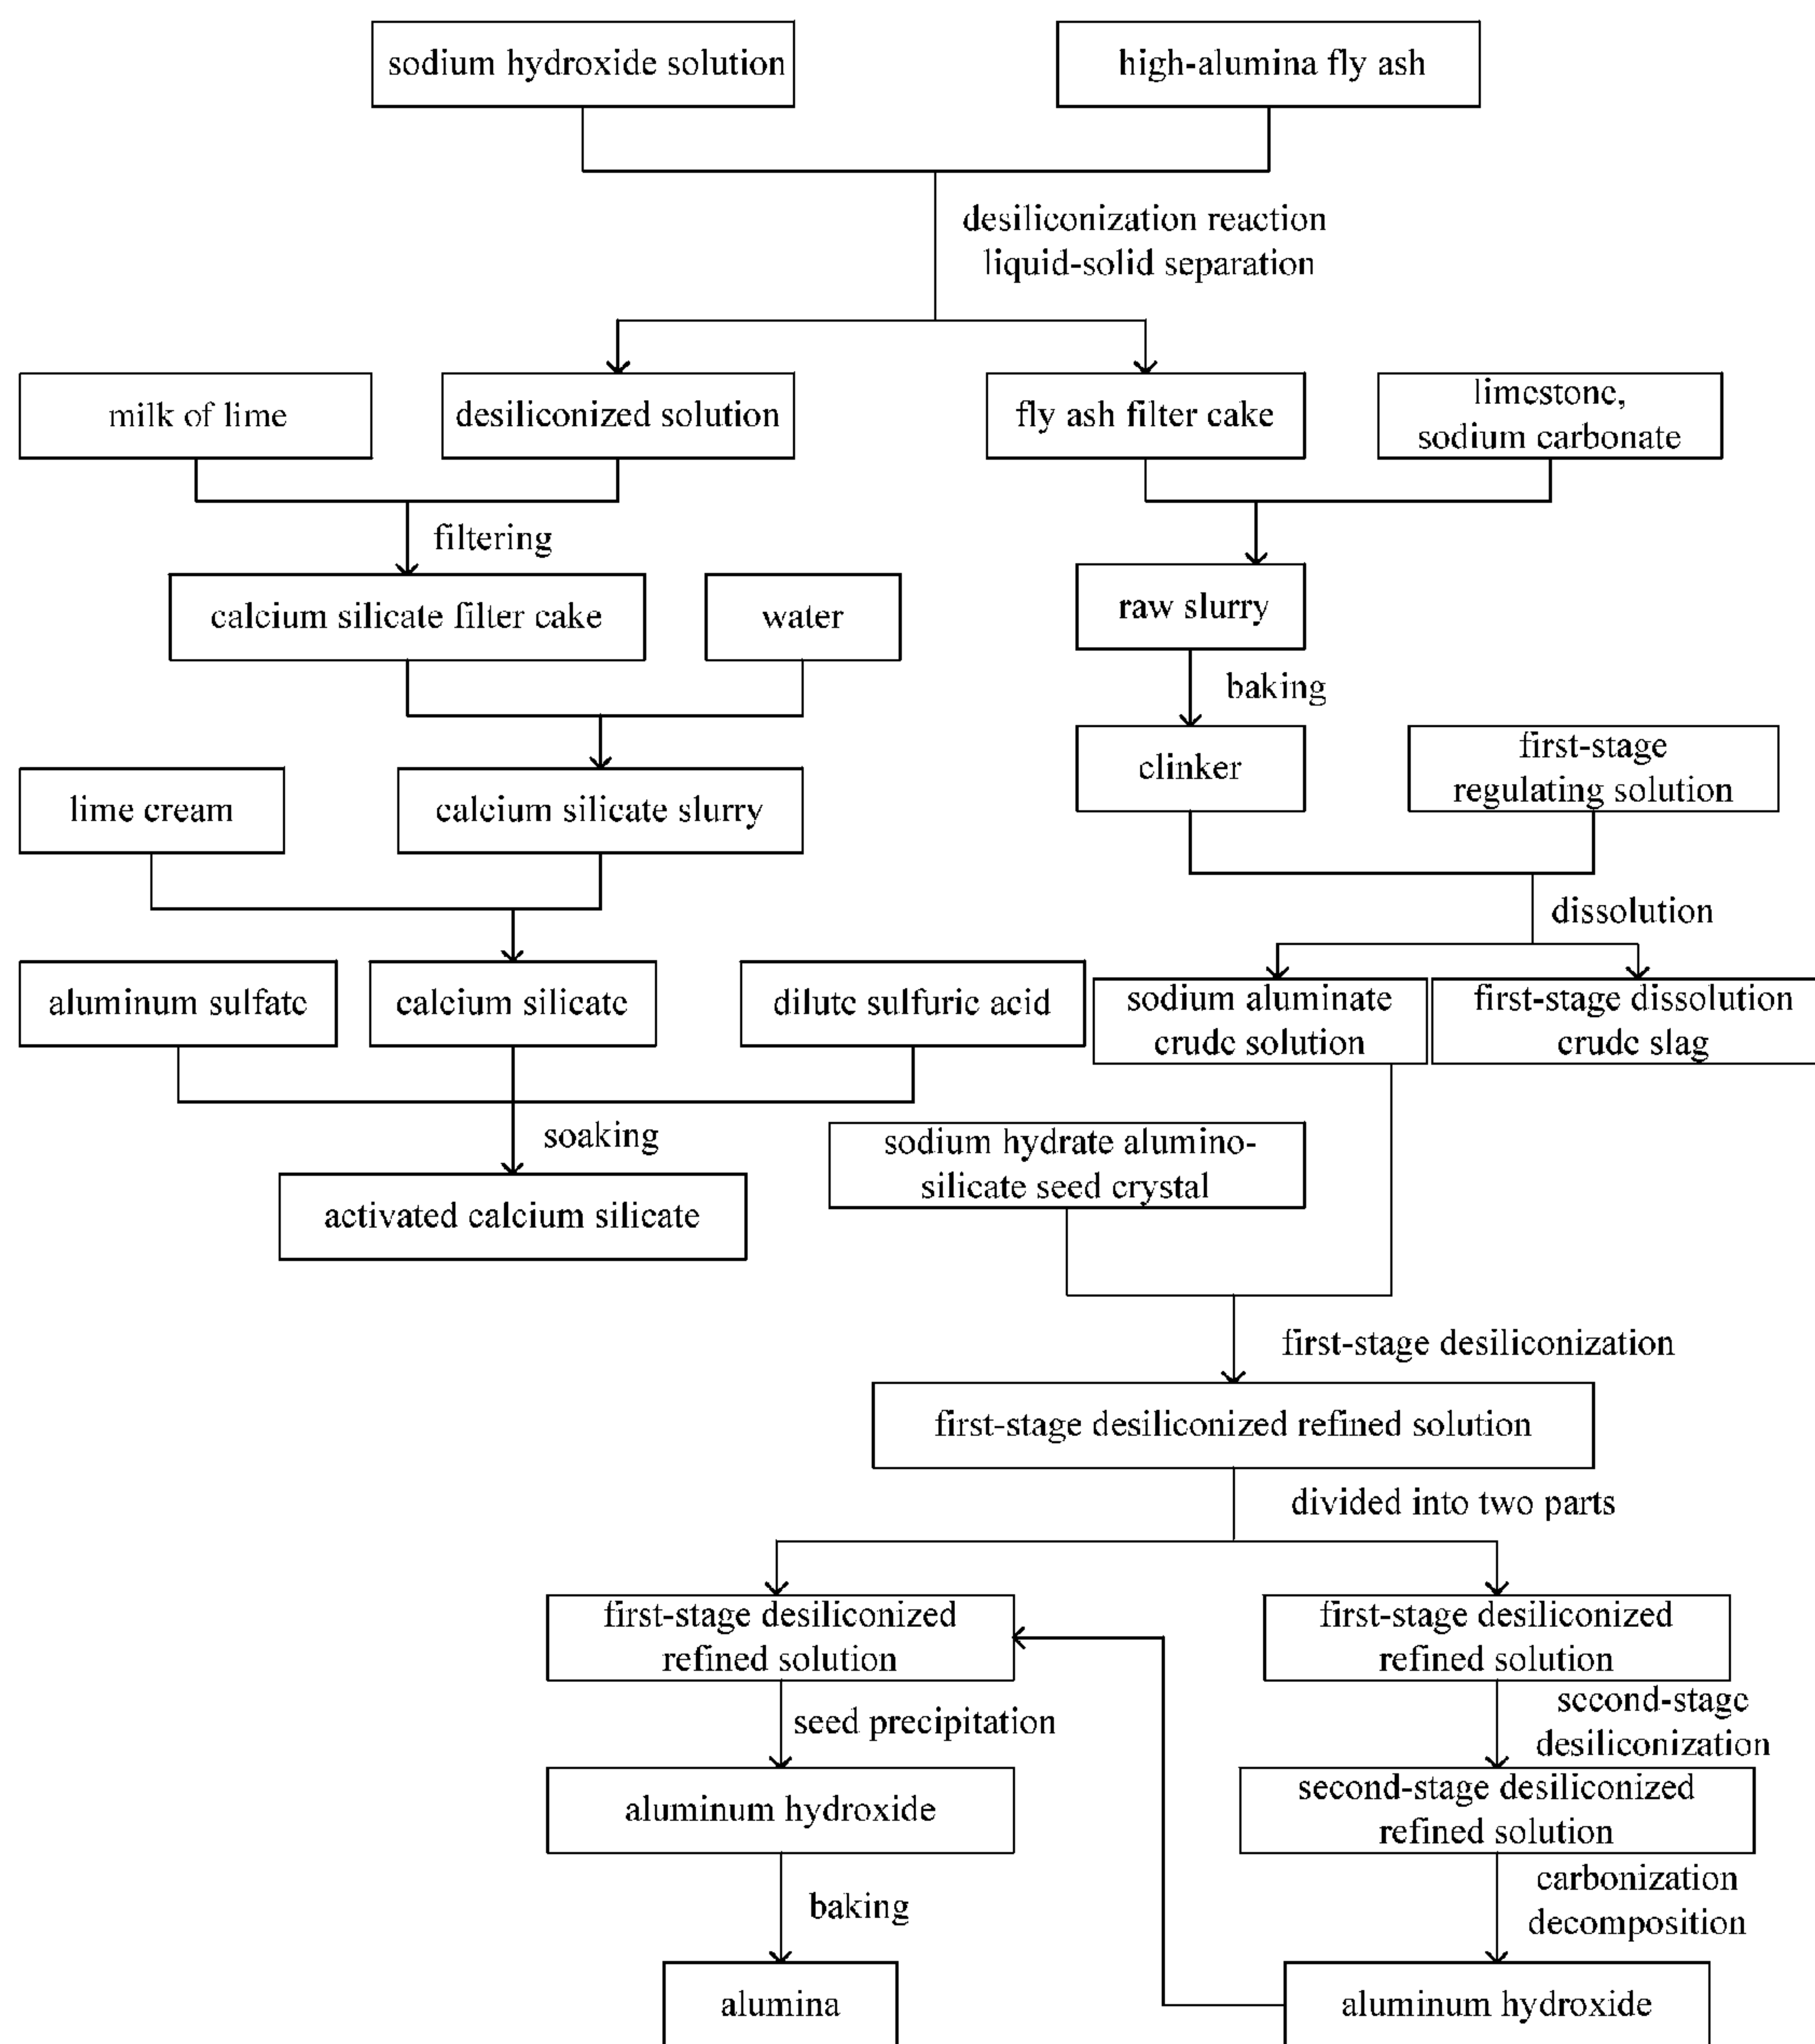 sodium hydroxide solution
high-alumina fly ash
desiliconization reaction
liquid-solid separation
milk of lime
desiliconized solution
fly ash filter cake
limestone,
sodium carbonate
filtering
calcium silicate filter cake
water
raw slurry
baking
lime cream
calcium silicate slurry
clinker
first-stage
regulating solution
dissolution
aluminum sulfate
calcium silicate
dilute sulfuric acid
sodium aluminate
crude solution
first-stage dissolution
crude slag
soaking
sodium hydrate alumino-
silicate seed crystal
activated calcium silicate
first-stage desiliconization
first-stage desiliconized refined solution
divided into two parts
first-stage desiliconized
refined solution
first-stage desiliconized
refined solution
seed precipitation
second-stage
desiliconization
aluminum hydroxide
second-stage desiliconized
refined solution
baking
carbonization
decomposition
alumina
aluminum hydroxide